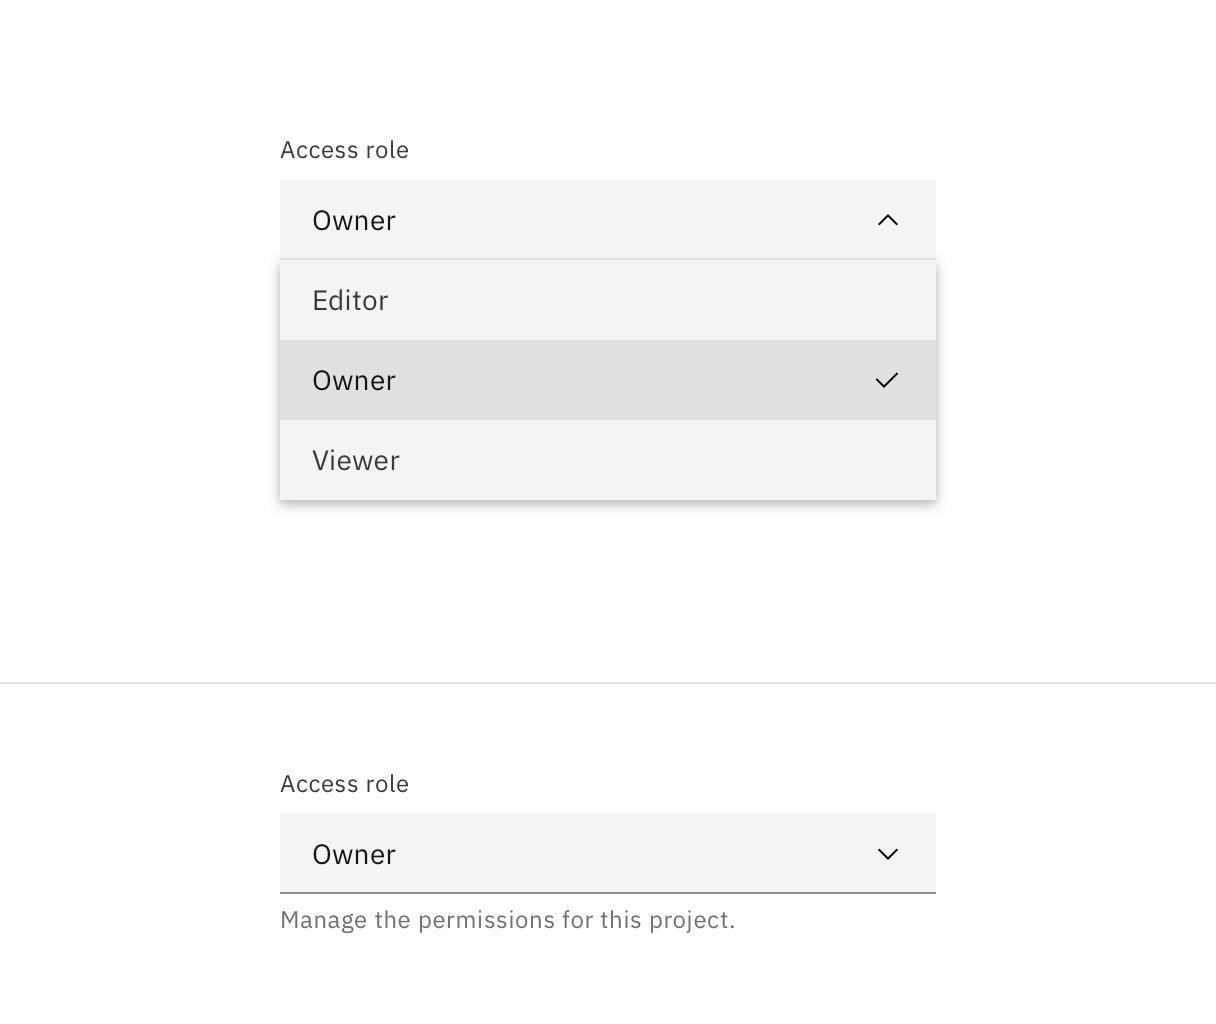 Access role
Owner
Editor
Owner
Viewer
Access role
Owner
Manage the permissions for this project.